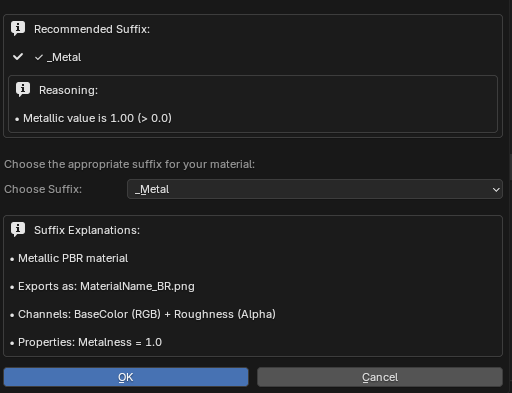 Recommended Suffix:
✓ _Metal
Reasoning:
• Metallic value is 1.00 (> 0.0)
Choose the appropriate suffix for your material:
Choose Suffix: _Metal
Suffix Explanations:
• Metallic PBR material
• Exports as: MaterialName_BR.png
• Channels: BaseColor (RGB) + Roughness (Alpha)
• Properties: Metalness = 1.0
OK Cancel